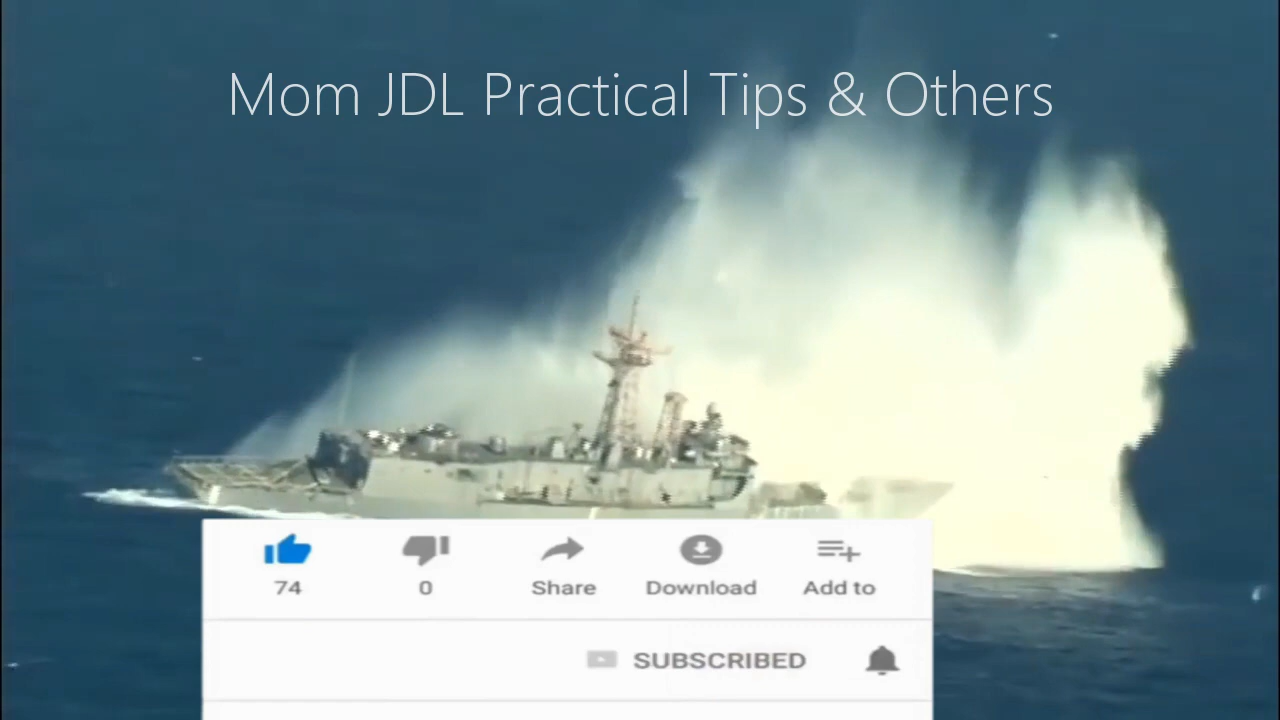 Mom JDL Practical Tips & Others
74
0
Share
Download
Add to
SUBSCRIBED